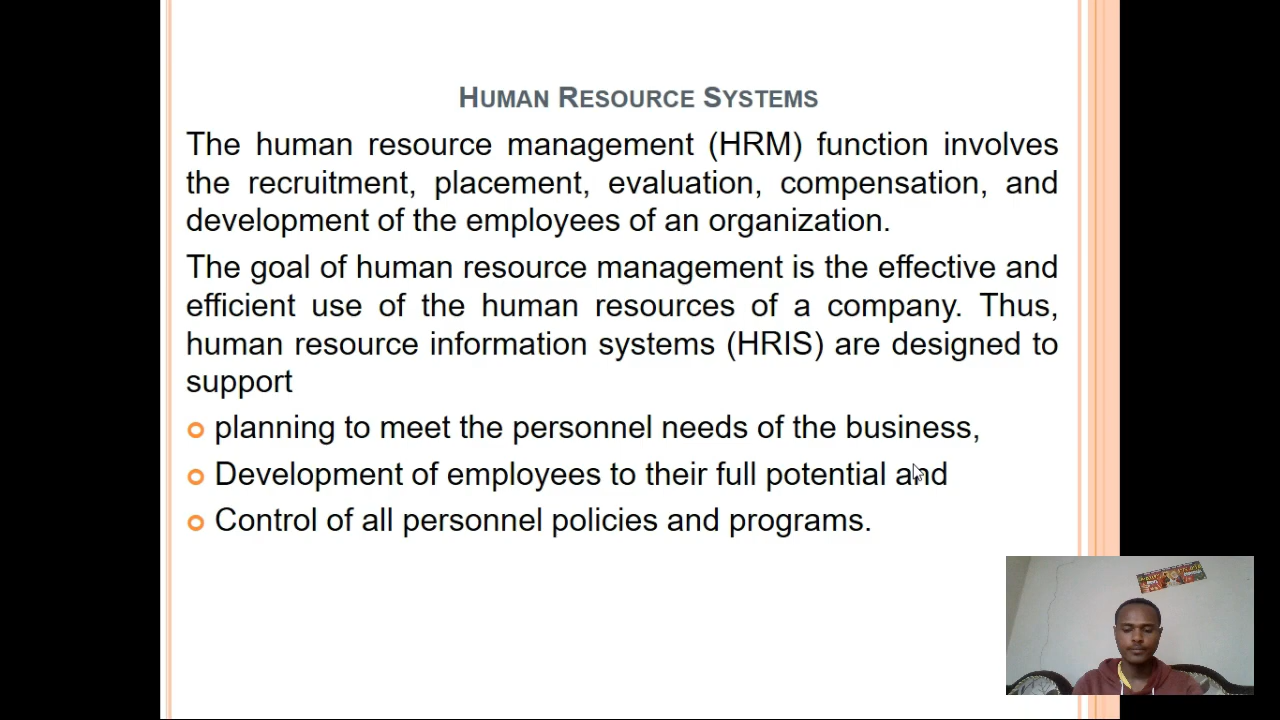 HUMAN RESOURCE SYSTEMS
The human resource management (HRM) function involves
the recruitment, placement, evaluation, compensation, and
development of the employees of an organization.
The goal of human resource management is the effective and
efficient use of the human resources of a company. Thus,
human resource information systems (HRIS) are designed to
support
planning to meet the personnel needs of the business,
Development of employees to their full potential and
Control of all personnel policies and programs.